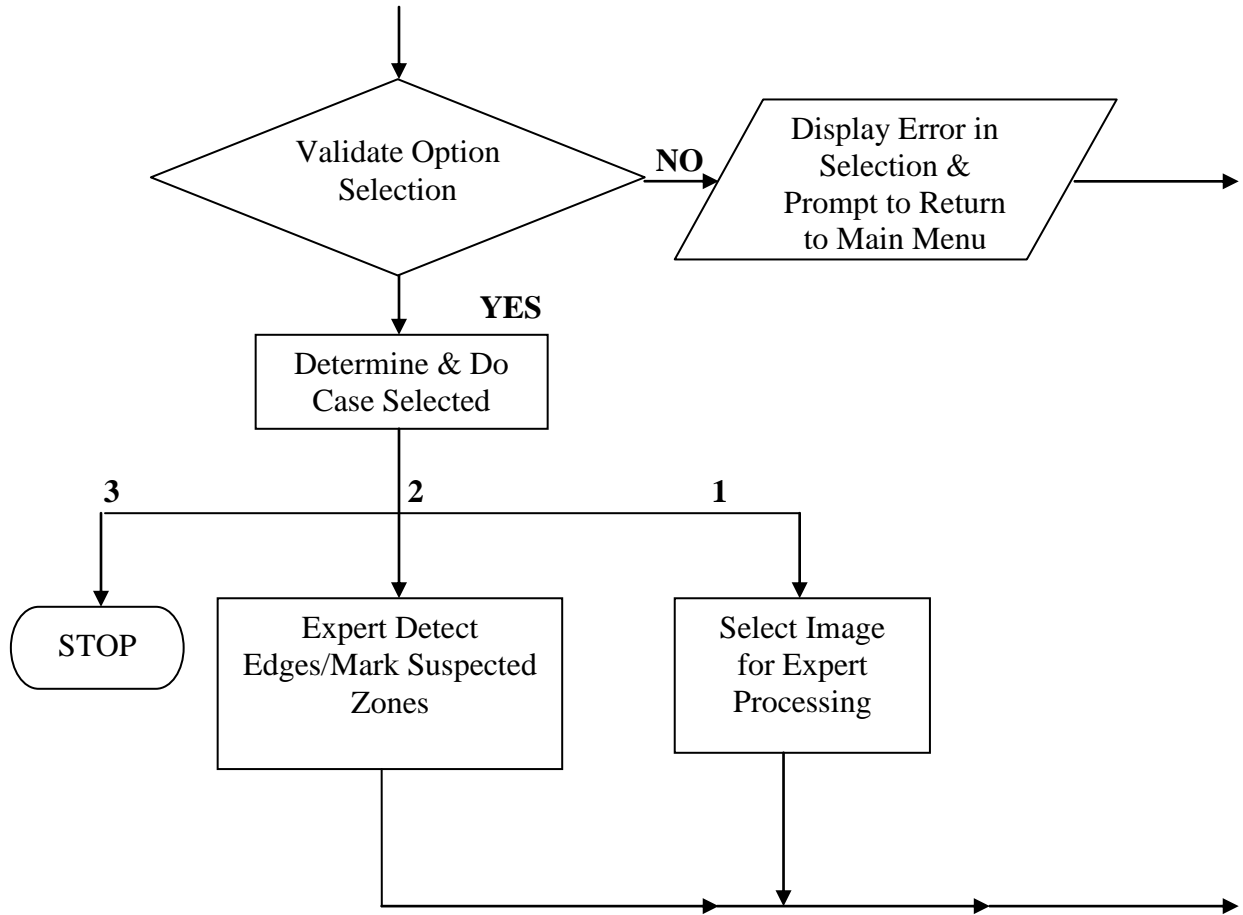 Validate Option
Selection
NO
Display Error in
Selection &
Prompt to Return
to Main Menu
YES
Determine & Do
Case Selected
3
2
1
STOP
Expert Detect
Edges/Mark Suspected
Zones
Select Image
for Expert
Processing